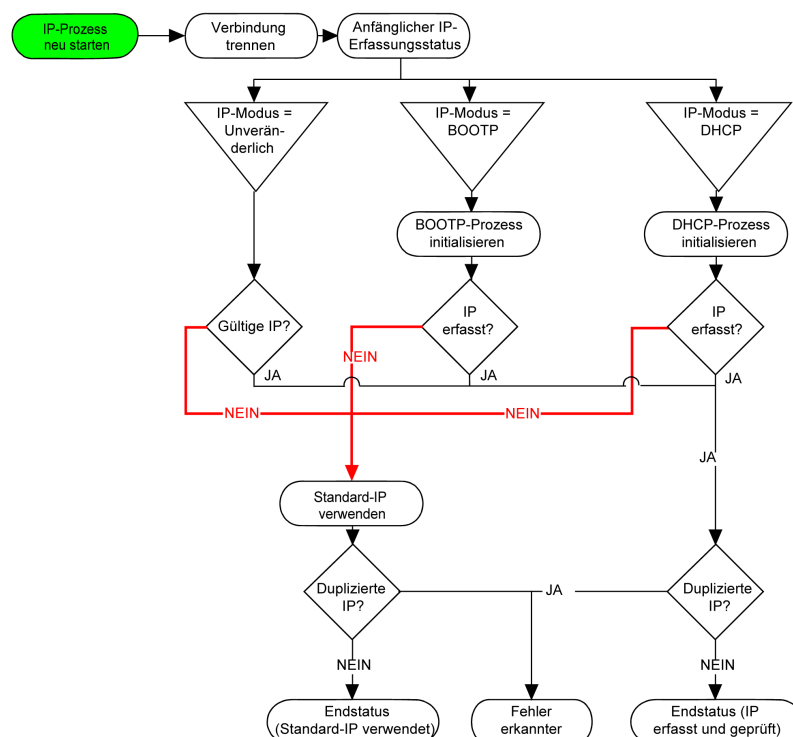 IP-Prozess
neu starten
Verbindung
trennen
Anfänglicher IP-
Erfassungsstatus
IP-Modus =
Unverän-
derlich
IP-Modus =
BOOTP
IP-Modus =
DHCP
BOOTP-Prozess
initialisieren
DHCP-Prozess
initialisieren
Gültige IP?
IP
erfasst?
IP
erfasst?
NEIN
JA
JA
JA
NEIN
NEIN
JA
Standard-IP
verwenden
Duplizierte
IP?
JA
Duplizierte
IP?
NEIN
NEIN
Endstatus
(Standard-IP verwendet)
Fehler
erkannter
Endstatus (IP
erfasst und geprüft)